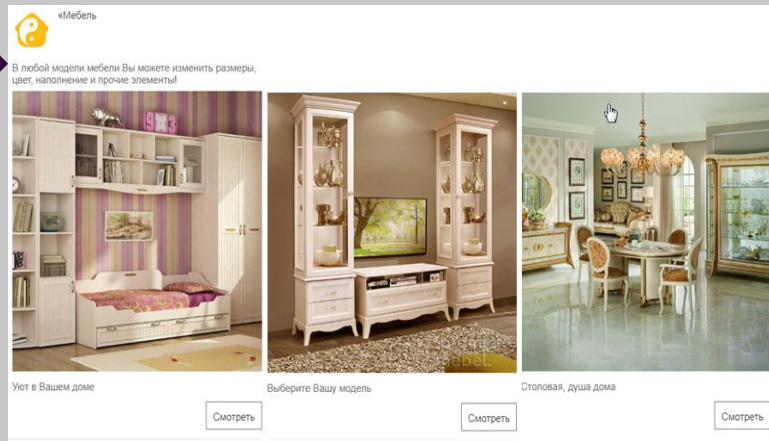 «Мебель
В любой модели мебели Вы можете изменить размеры,
цвет, наполнение и прочие элементы!
Уют в Вашем доме
Выберите Вашу модель
Столовая, душа дома
Смотреть
Смотреть
Смотреть